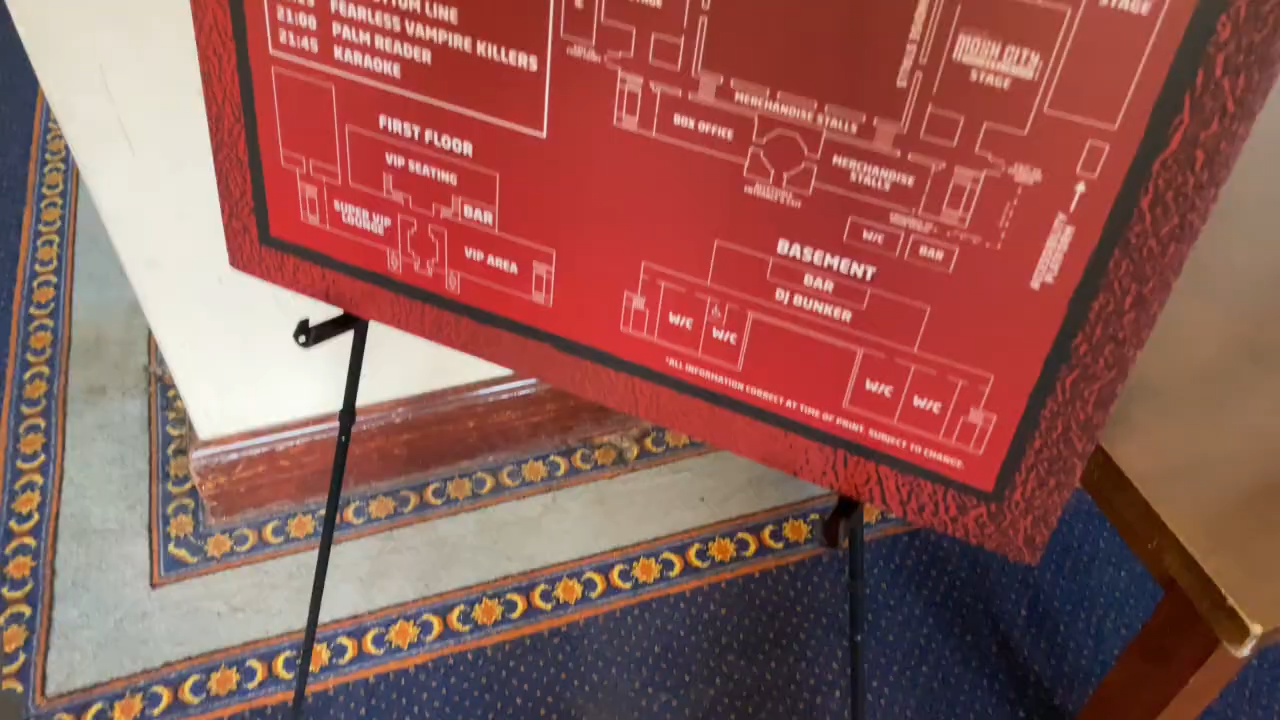 TTOM LINE
21:00 FEARLESS VAMPIRE KILLERS
21:45 PALM READER
KARAOKE
FIRST FLOOR
VIP SEATING
BAR
SUPER VIP
LOUNGE
VIP AREA
STAGE
MERCHANDISE STALLS
BOX OFFICE
MERCHANDISE
STALLS
STAGE
W/C
BAR
BASEMENT
BAR
DJ BUNKER
W/C
W/C
W/C
W/C
*ALL INFORMATION CORRECT AT TIME OF PRINT. SUBJECT TO CHANGE.